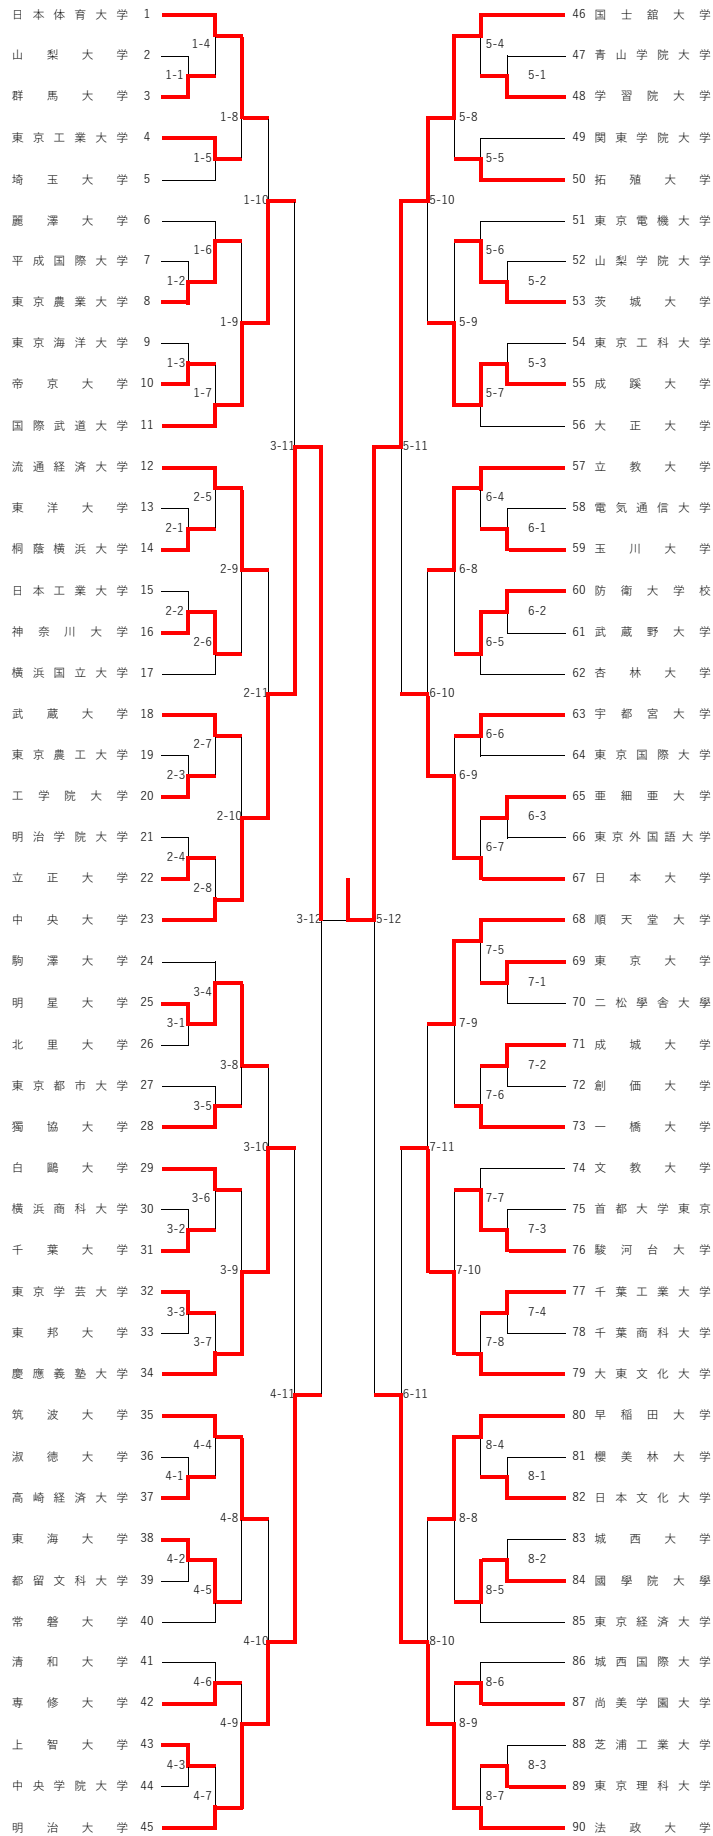 日本体育大学 1
山梨大学 2
群馬大学 3
東京工業大学 4
埼玉大学 5
麗澤大学 6
平成国際大学 7
東京農業大学 8
東京海洋大学 9
帝京大学 10
国際武道大学 11
流通経済大学 12
東洋大学 13
桐蔭横浜大学 14
日本工業大学 15
神奈川大学 16
横浜国立大学 17
武蔵大学 18
東京農工大学 19
工学院大学 20
明治学院大学 21
立正大学 22
中央大学 23
駒澤大学 24
明星大学 25
北里大学 26
東京都市大学 27
獨協大学 28
白鷗大学 29
横浜商科大学 30
千葉大学 31
東京学芸大学 32
東邦大学 33
慶應義塾大学 34
筑波大学 35
淑徳大学 36
高崎経済大学 37
東海大学 38
都留文科大学 39
常磐大学 40
清和大学 41
専修大学 42
上智大学 43
中央学院大学 44
明治大学 45
1-4
1-1
1-8
1-5
1-10
1-6
1-2
1-9
1-3
1-7
3-11
2-5
2-1
2-9
2-2
2-6
2-11
2-7
2-3
2-10
2-4
2-8
3-12
3-4
3-1
3-8
3-5
3-10
3-6
3-2
3-9
3-3
3-7
4-11
4-4
4-1
4-8
4-2
4-5
4-10
4-6
4-9
4-3
4-7
5-4
5-1
5-8
5-5
5-10
5-6
5-2
5-9
5-3
5-7
5-11
6-4
6-1
6-8
6-2
6-5
6-10
6-6
6-9
6-3
6-7
5-12
7-5
7-1
7-9
7-2
7-6
7-11
7-7
7-3
7-10
7-4
7-8
6-11
8-4
8-1
8-8
8-2
8-5
8-10
8-6
8-9
8-3
8-7
46 国士舘大学
47 青山学院大学
48 学習院大学
49 関東学院大学
50 拓殖大学
51 東京電機大学
52 山梨学院大学
53 茨城大学
54 東京工科大学
55 成蹊大学
56 大正大学
57 立教大学
58 電気通信大学
59 玉川大学
60 防衛大学校
61 武蔵野大学
62 杏林大学
63 宇都宮大学
64 東京国際大学
65 亜細亜大学
66 東京外国語大学
67 日本大学
68 順天堂大学
69 東京大学
70 二松學舎大學
71 成城大学
72 創価大学
73 一橋大学
74 文教大学
75 首都大学東京
76 駿河台大学
77 千葉工業大学
78 千葉商科大学
79 大東文化大学
80 早稲田大学
81 櫻美林大学
82 日本文化大学
83 城西大学
84 國學院大學
85 東京経済大学
86 城西国際大学
87 尚美学園大学
88 芝浦工業大学
89 東京理科大学
90 法政大学